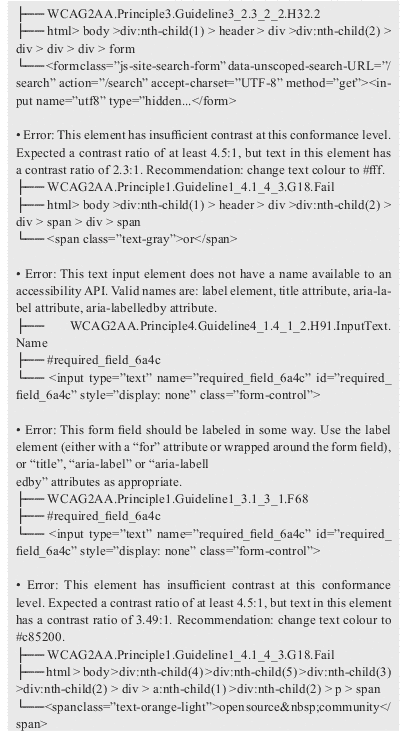 ├── WCAG2AA.Principle3.Guideline3_2.3_2_2.H32.2
├── html> body >div:nth-child(1) > header > div >div:nth-child(2) >
div > div > div > form
└──<formclass=”js-site-search-form” data-unscoped-search-URL=”/
search” action=”/search” accept-charset=”UTF-8” method=”get”><in-
put name=”utf8” type=”hidden...</form>
• Error: This element has insufficient contrast at this conformance level.
Expected a contrast ratio of at least 4.5:1, but text in this element has
a contrast ratio of 2.3:1. Recommendation: change text colour to #fff.
├── WCAG2AA.Principle1.Guideline1_4.1_4_3.G18.Fail
├── html> body >div:nth-child(1) > header > div >div:nth-child(2) >
div > span > div > span
└──<span class=”text-gray”>or</span>
• Error: This text input element does not have a name available to an
accessibility API. Valid names are: label element, title attribute, aria-la-
bel attribute, aria-labelledby attribute.
├── WCAG2AA.Principle4.Guideline4_1.4_1_2.H91.InputText.
Name
├── #required_field_6a4c
└── <input type=”text” name=”required_field_6a4c” id=”required_
field_6a4c” style=”display: none” class=”form-control”>
• Error: This form field should be labeled in some way. Use the label
element (either with a “for” attribute or wrapped around the form field),
or “title”, “aria-label” or “aria-labell
edby” attributes as appropriate.
├── WCAG2AA.Principle1.Guideline1_3.1_3_1.F68
├── #required_field_6a4c
└── <input type=”text” name=”required_field_6a4c” id=”required_
field_6a4c” style=”display: none” class=”form-control”>
• Error: This element has insufficient contrast at this conformance
level. Expected a contrast ratio of at least 4.5:1, but text in this element
has a contrast ratio of 3.49:1. Recommendation: change text colour to
#c85200.
├── WCAG2AA.Principle1.Guideline1_4.1_4_3.G18.Fail
├──html> body>div:nth-child(4) >div:nth-child(5) >div:nth-child(3)
>div:nth-child(2) > div > a:nth-child(1) >div:nth-child(2) > p > span
└──<spanclass=”text-orange-light”>open source&nbsp;community</
span>